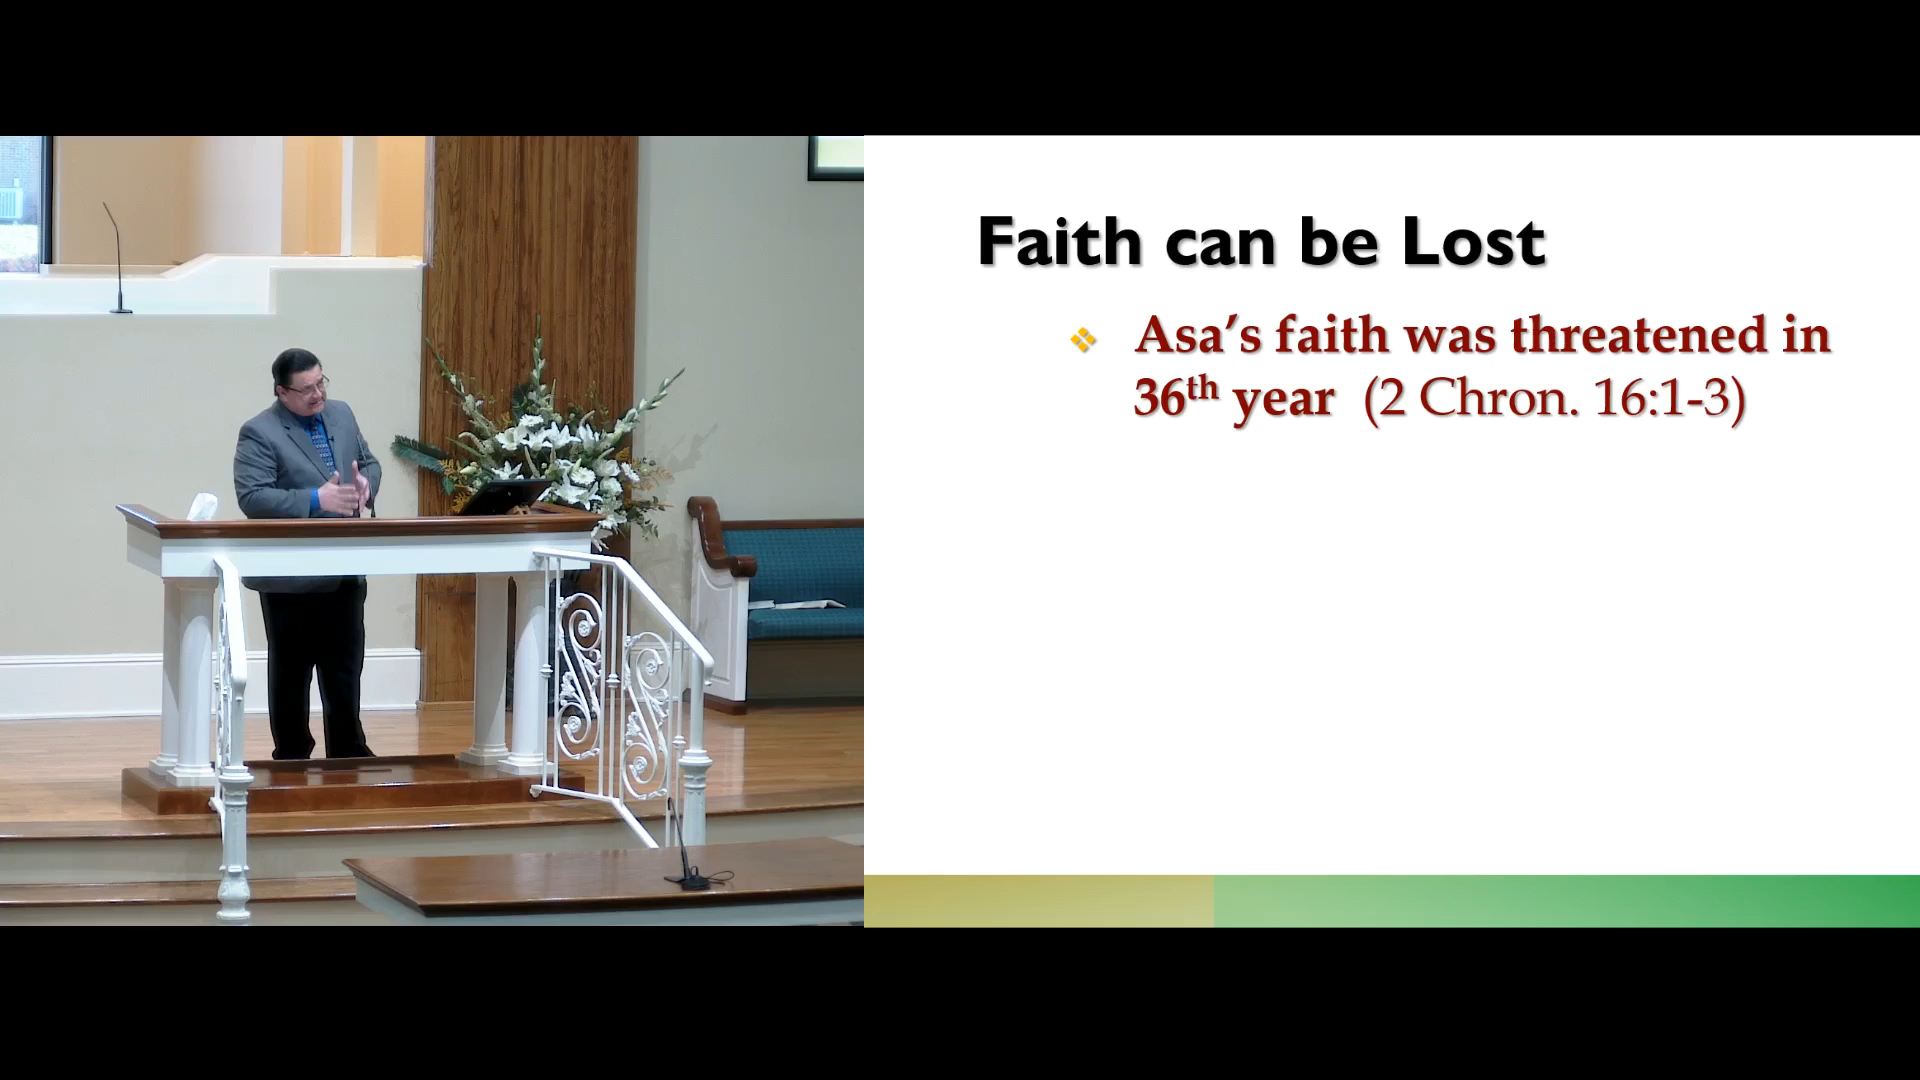 Faith can be Lost
Asa’s faith was threatened in
36th year (2 Chron. 16:1-3)